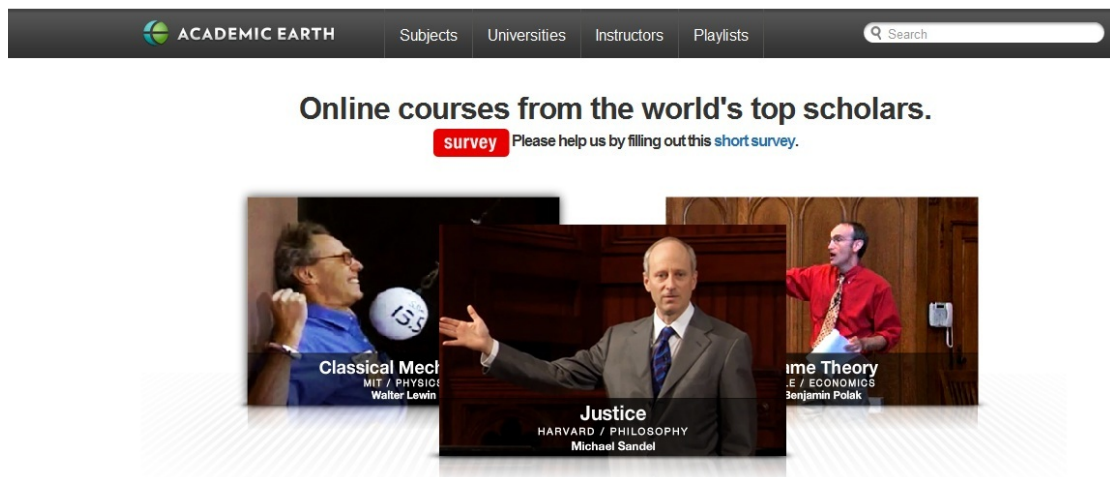 ACADEMIC EARTH
Subjects
Universities
Instructors
Playlists
Search
Online courses from the world's top scholars.
survey Please help us by filling out this short survey.
13.5
Classical Mech
MIT / PHYSICS
Walter Lewin
Justice
HARVARD / PHILOSOPHY
Michael Sandel
ame Theory
LE / ECONOMICS
Benjamin Polak